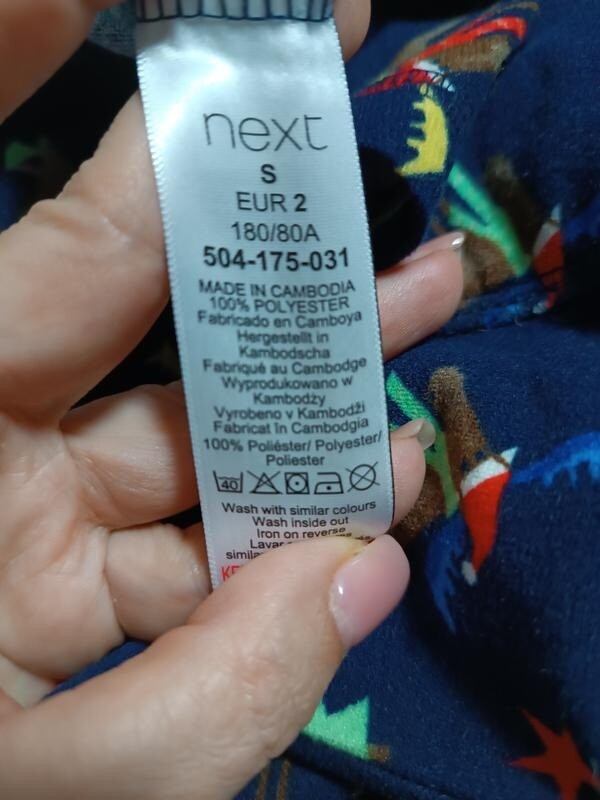 next
S
EUR 2
180/80A
504-175-031
MADE IN CAMBODIA
100% POLYESTER
Fabricado en Camboya
Hergestellt in
Kambodscha
Fabriqué au Cambodge
Wyprodukowano w
Kambodży
Vyrobeno v Kambodži
Fabricat în Cambodgia
100% Poliéster/ Polyester/
Poliester
40
Wash with similar colours
Wash inside out
Iron on reverse